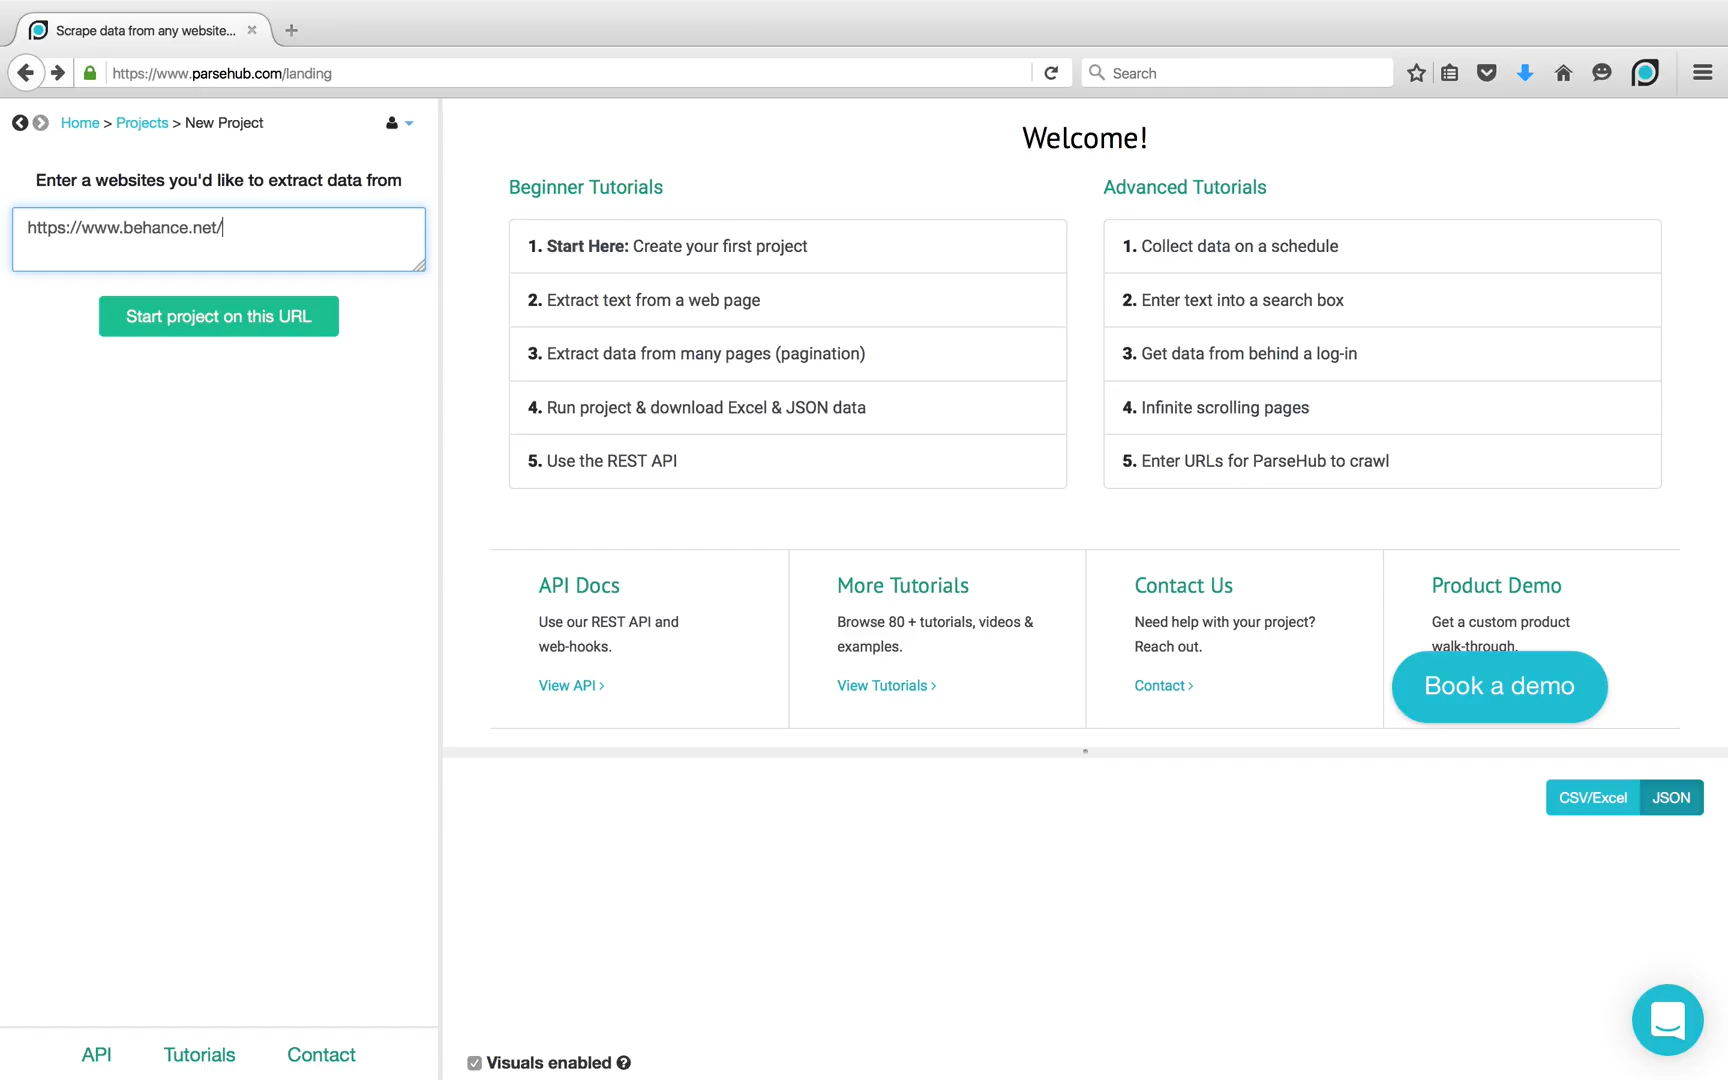 Scrape data from any website...
https://www.parsehub.com/landing
Search
Home > Projects > New Project
Enter a websites you'd like to extract data from
https://www.behance.net/
Start project on this URL
Welcome!
Beginner Tutorials
1. Start Here: Create your first project
2. Extract text from a web page
3. Extract data from many pages (pagination)
4. Run project & download Excel & JSON data
5. Use the REST API
Advanced Tutorials
1. Collect data on a schedule
2. Enter text into a search box
3. Get data from behind a log-in
4. Infinite scrolling pages
5. Enter URLs for ParseHub to crawl
API Docs
Use our REST API and
web-hooks.
View API >
More Tutorials
Browse 80 + tutorials, videos &
examples.
View Tutorials >
Contact Us
Need help with your project?
Reach out.
Contact >
Product Demo
Get a custom product
walk-through.
Book a demo
CSV/Excel
JSON
API
Tutorials
Contact
Visuals enabled